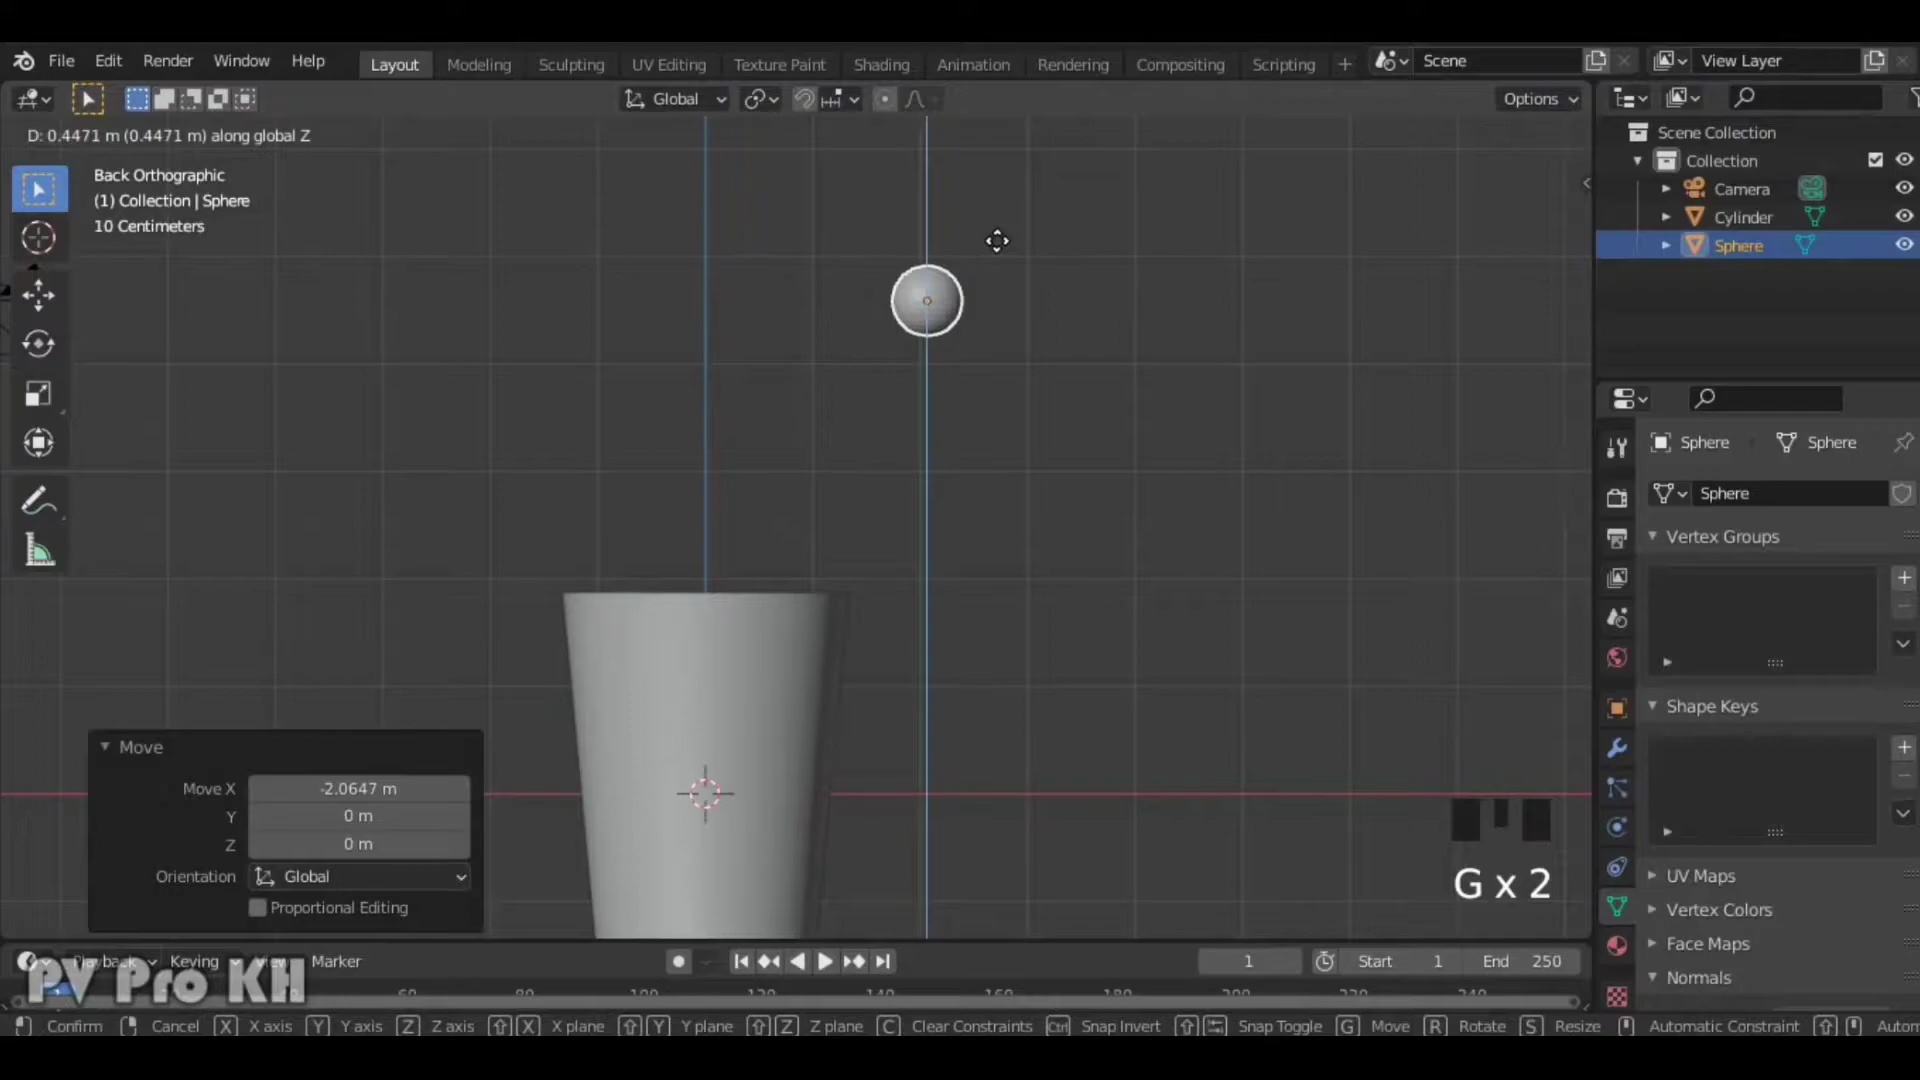 File Edit Render Window Help Layout Modeling Sculpting UV Editing Texture Paint Shading Animation Rendering Compositing Scripting + Scene View Layer
Global Options
D: 0.4471 m (0.4471 m) along global Z
Back Orthographic
(1) Collection | Sphere
10 Centimeters
Scene Collection
Collection
Camera
Cylinder
Sphere
Sphere Sphere
Sphere
Vertex Groups
Shape Keys
UV Maps
Vertex Colors
Face Maps
Normals
Move
Move X -2.0647 m
Y 0 m
Z 0 m
Orientation Global
Proportional Editing
G x 2
Playback Keying View Marker 1 Start 1 End 250
PV Pro KH
Confirm Cancel X X axis Y Y axis Z Z axis X X plane Y Y plane Z Z plane C Clear Constraints Ctrl Snap Invert Snap Toggle G Move R Rotate S Resize Automatic Constraint Autom